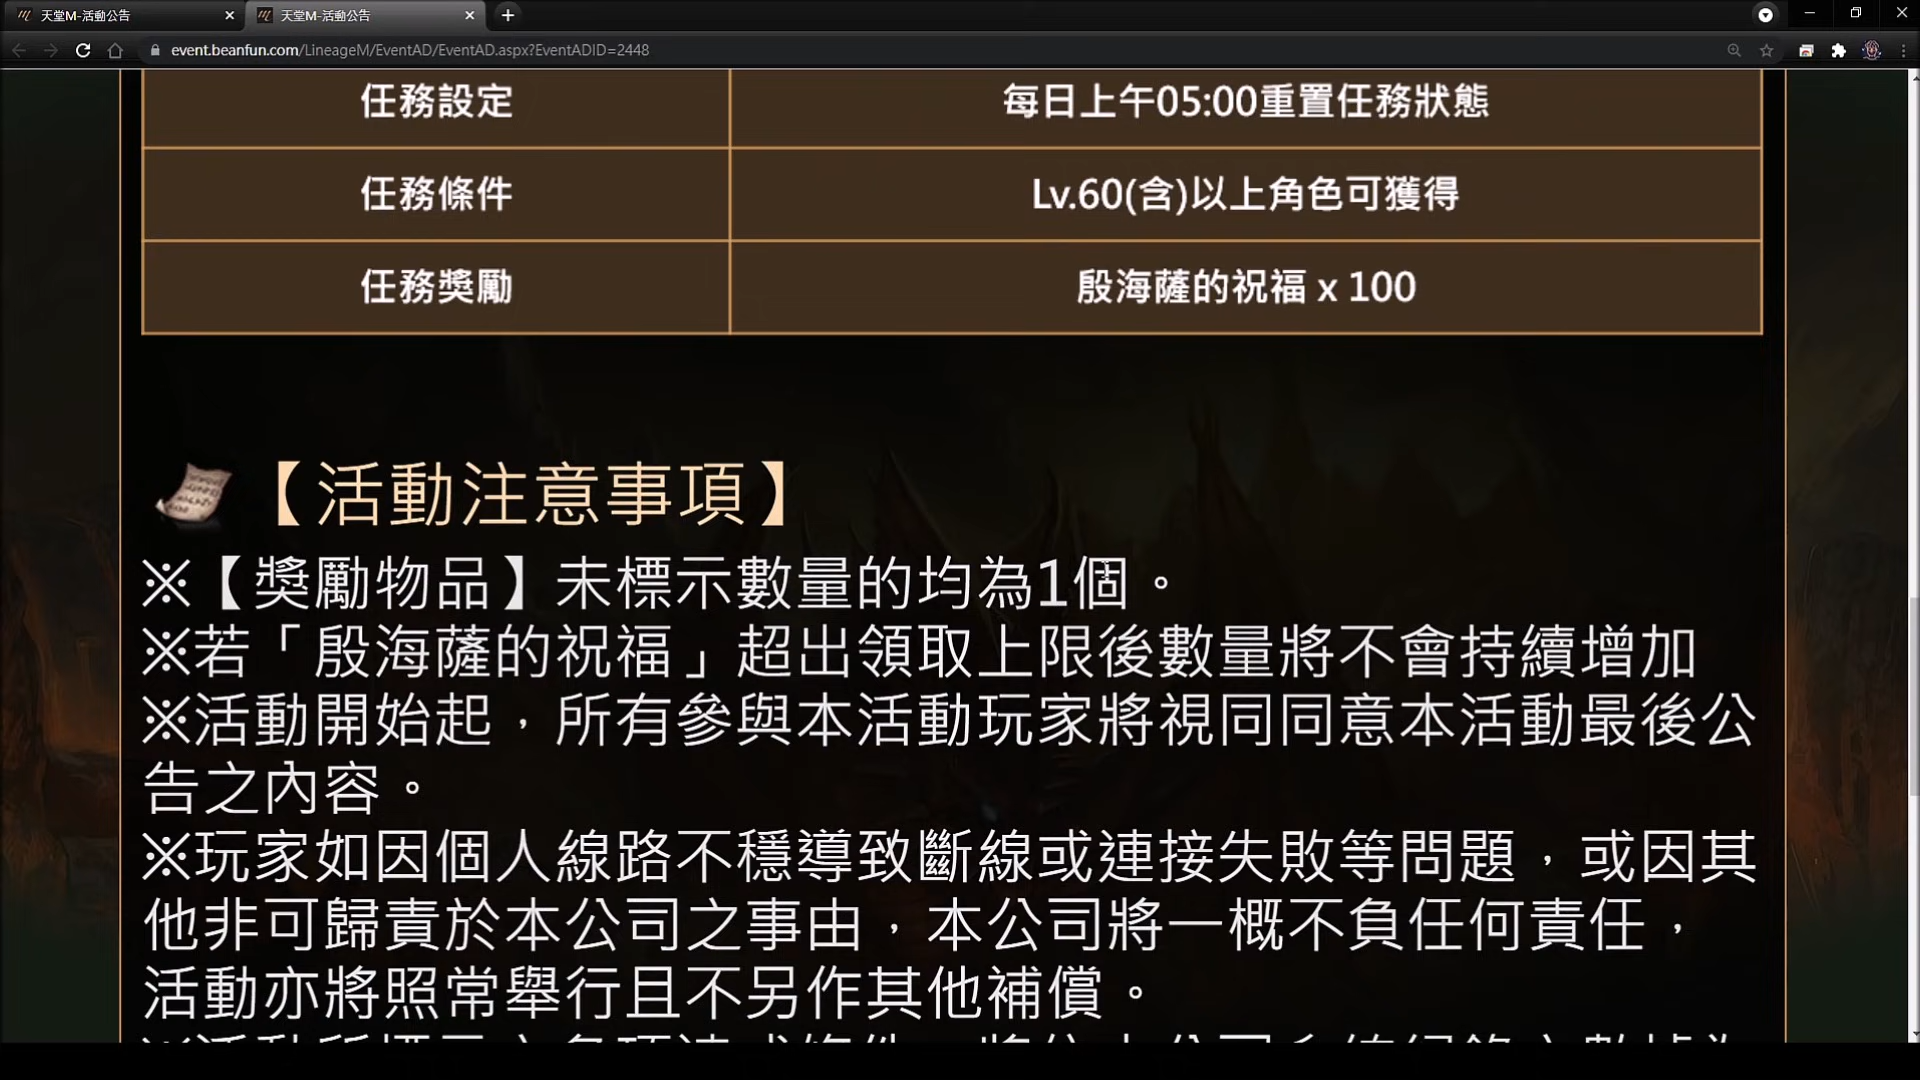 天堂M-活動公告
天堂M-活動公告
event.beanfun.com/LineageM/EventAD/EventAD.aspx?EventADID=2448
任務設定 每日上午05:00重置任務狀態
任務條件 Lv.60(含)以上角色可獲得
任務獎勵 殷海薩的祝福 x 100
【活動注意事項】
※【獎勵物品】未標示數量的均為1個。
※若「殷海薩的祝福」超出領取上限後數量將不會持續增加
※活動開始起，所有參與本活動玩家將視同同意本活動最後公
告之內容。
※玩家如因個人線路不穩導致斷線或連接失敗等問題，或因其
他非可歸責於本公司之事由，本公司將一概不負任何責任，
活動亦將照常舉行且不另作其他補償。